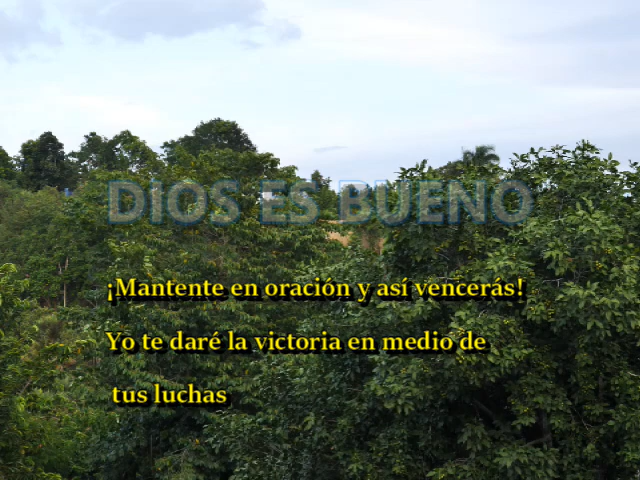 DIOS ES BUENO
¡Mantente en oración y así vencerás!
Yo te daré la victoria en medio de
tus luchas